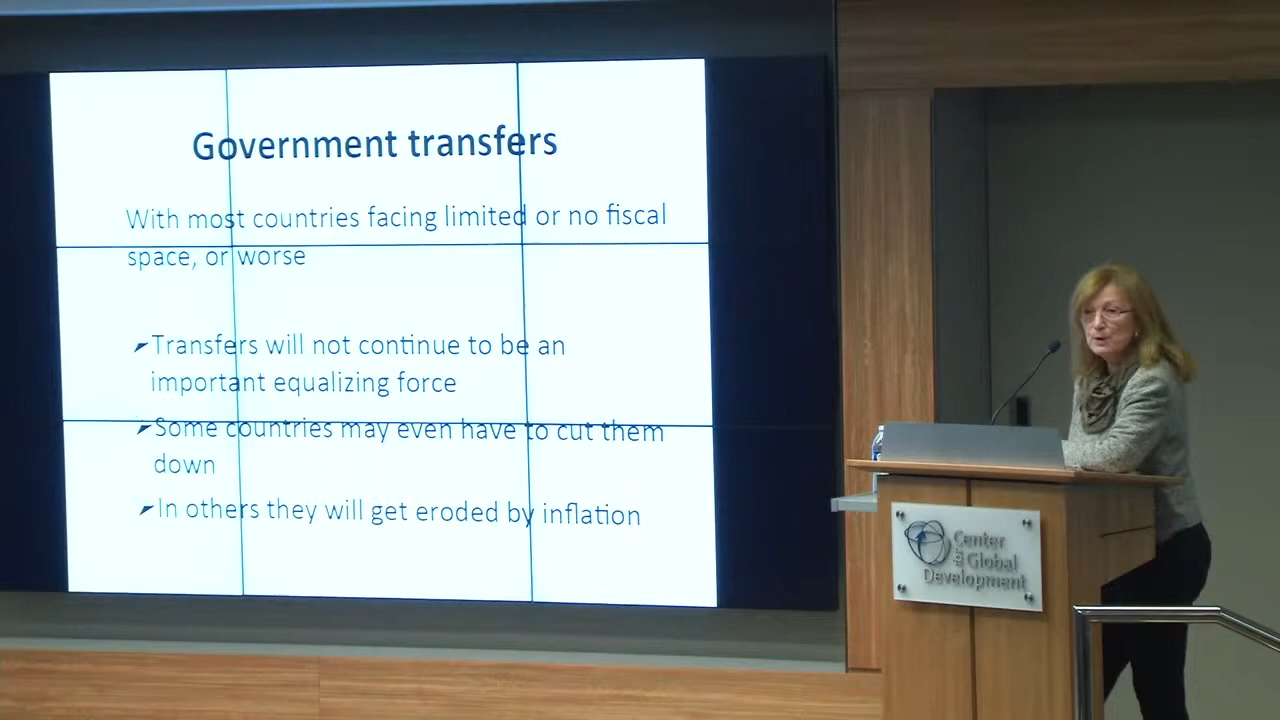 Government transfers
With most countries facing limited or no fiscal
space, or worse
Transfers will not continue to be an
important equalizing force
Some countries may even have to cut them
down
In others they will get eroded by inflation
Center
for Global
Development